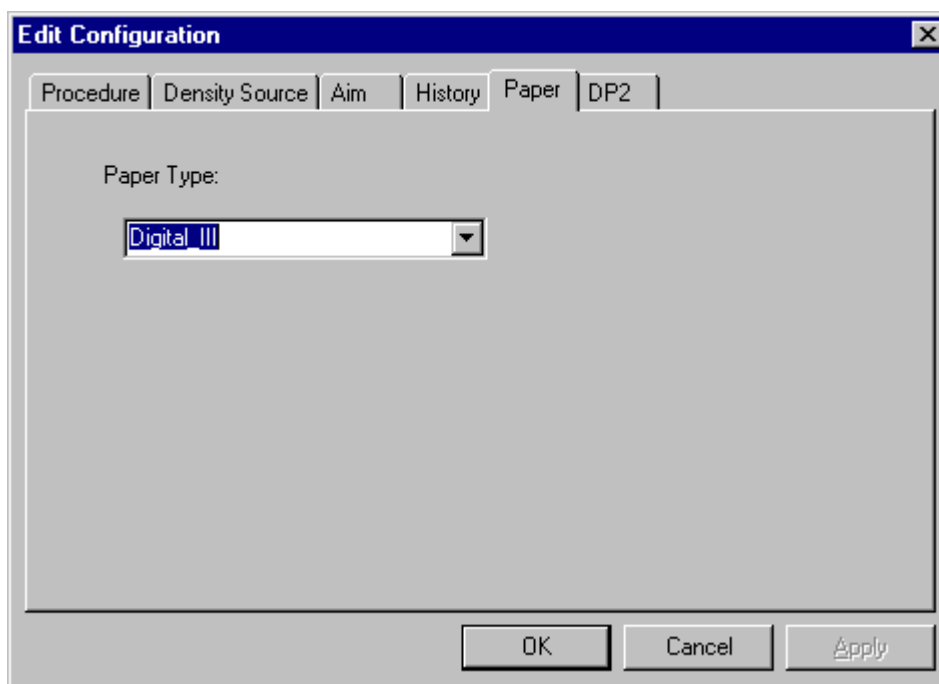 Edit Configuration
Procedure Density Source Aim History Paper DP2
Paper Type:
Digital_III
OK Cancel Apply